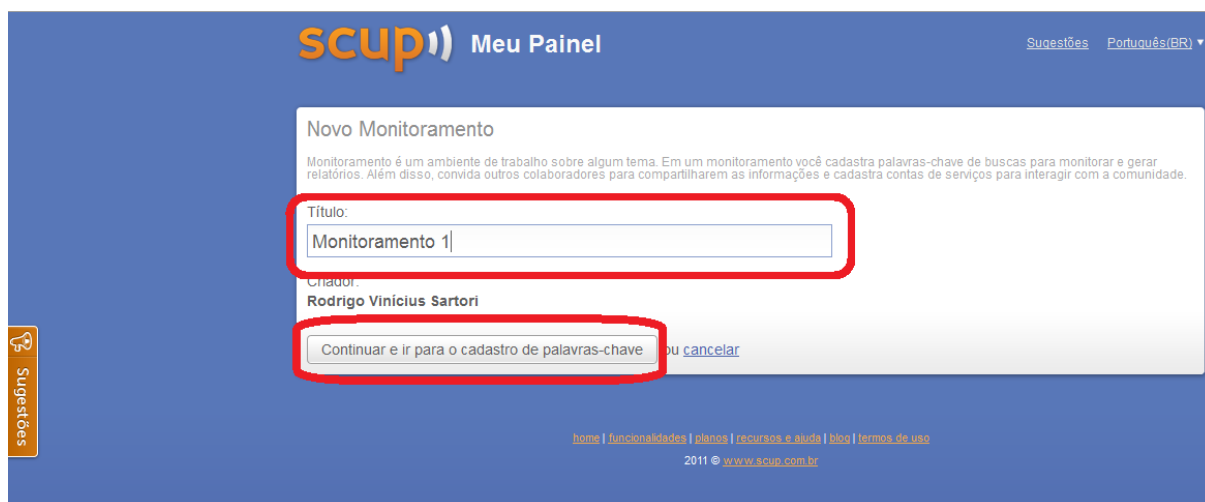 scup Meu Painel
Sugestões Português(BR) ▼
Novo Monitoramento
Monitoramento é um ambiente de trabalho sobre algum tema. Em um monitoramento você cadastra palavras-chave de buscas para monitorar e gerar
relatórios. Além disso, convida outros colaboradores para compartilharem as informações e cadastra contas de serviços para interagir com a comunidade.
Título:
Monitoramento 1
Criador:
Rodrigo Vinícius Sartori
Continuar e ir para o cadastro de palavras-chave ou cancelar
Sugestões
home | funcionalidades | planos | recursos e ajuda | blog | termos de uso
2011 © www.scup.com.br